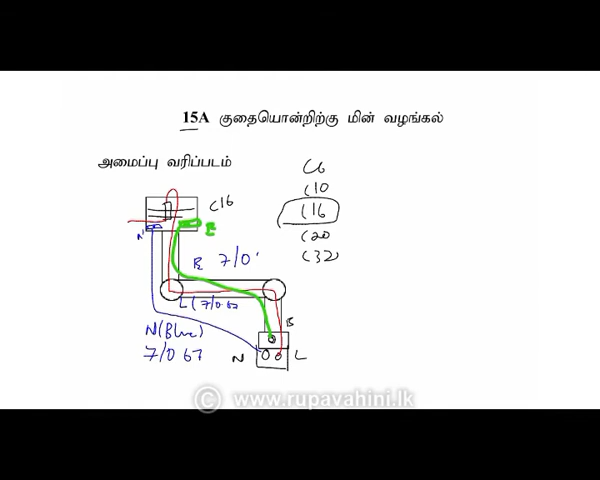 15A குதையொன்றிற்கு மின் வழங்கல்
அமைப்பு வரிப்படம்
C6
C10
C16
C20
C32
C16
E
N
E 7/0
L (7/0 67
N(Blue)
7/0 67
N L
© www.rupavahini.lk